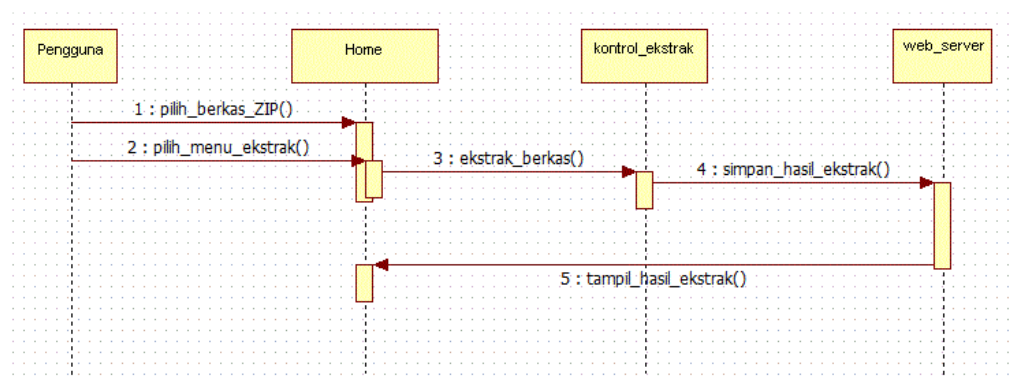 Pengguna
Home
kontrol_ekstrak
web_server
1 : pilih_berkas_ZIP()
2 : pilih_menu_ekstrak()
3 : ekstrak_berkas()
4 : simpan_hasil_ekstrak()
5 : tampil_hasil_ekstrak()